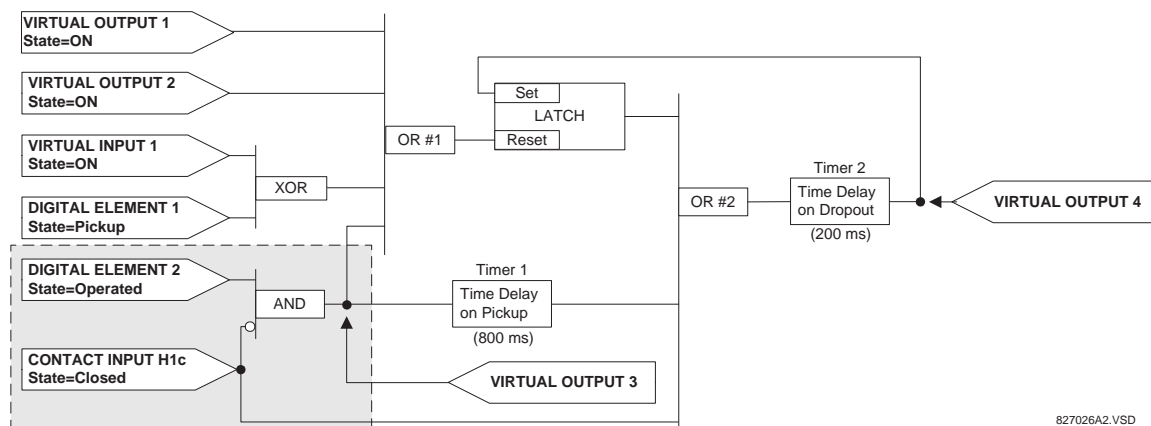 VIRTUAL OUTPUT 1
State=ON
VIRTUAL OUTPUT 2
State=ON
VIRTUAL INPUT 1
State=ON
DIGITAL ELEMENT 1
State=Pickup
DIGITAL ELEMENT 2
State=Operated
CONTACT INPUT H1c
State=Closed
XOR
AND
OR #1
Set
LATCH
Reset
Timer 1
Time Delay
on Pickup
(800 ms)
VIRTUAL OUTPUT 3
OR #2
Timer 2
Time Delay
on Dropout
(200 ms)
VIRTUAL OUTPUT 4
827026A2.VSD